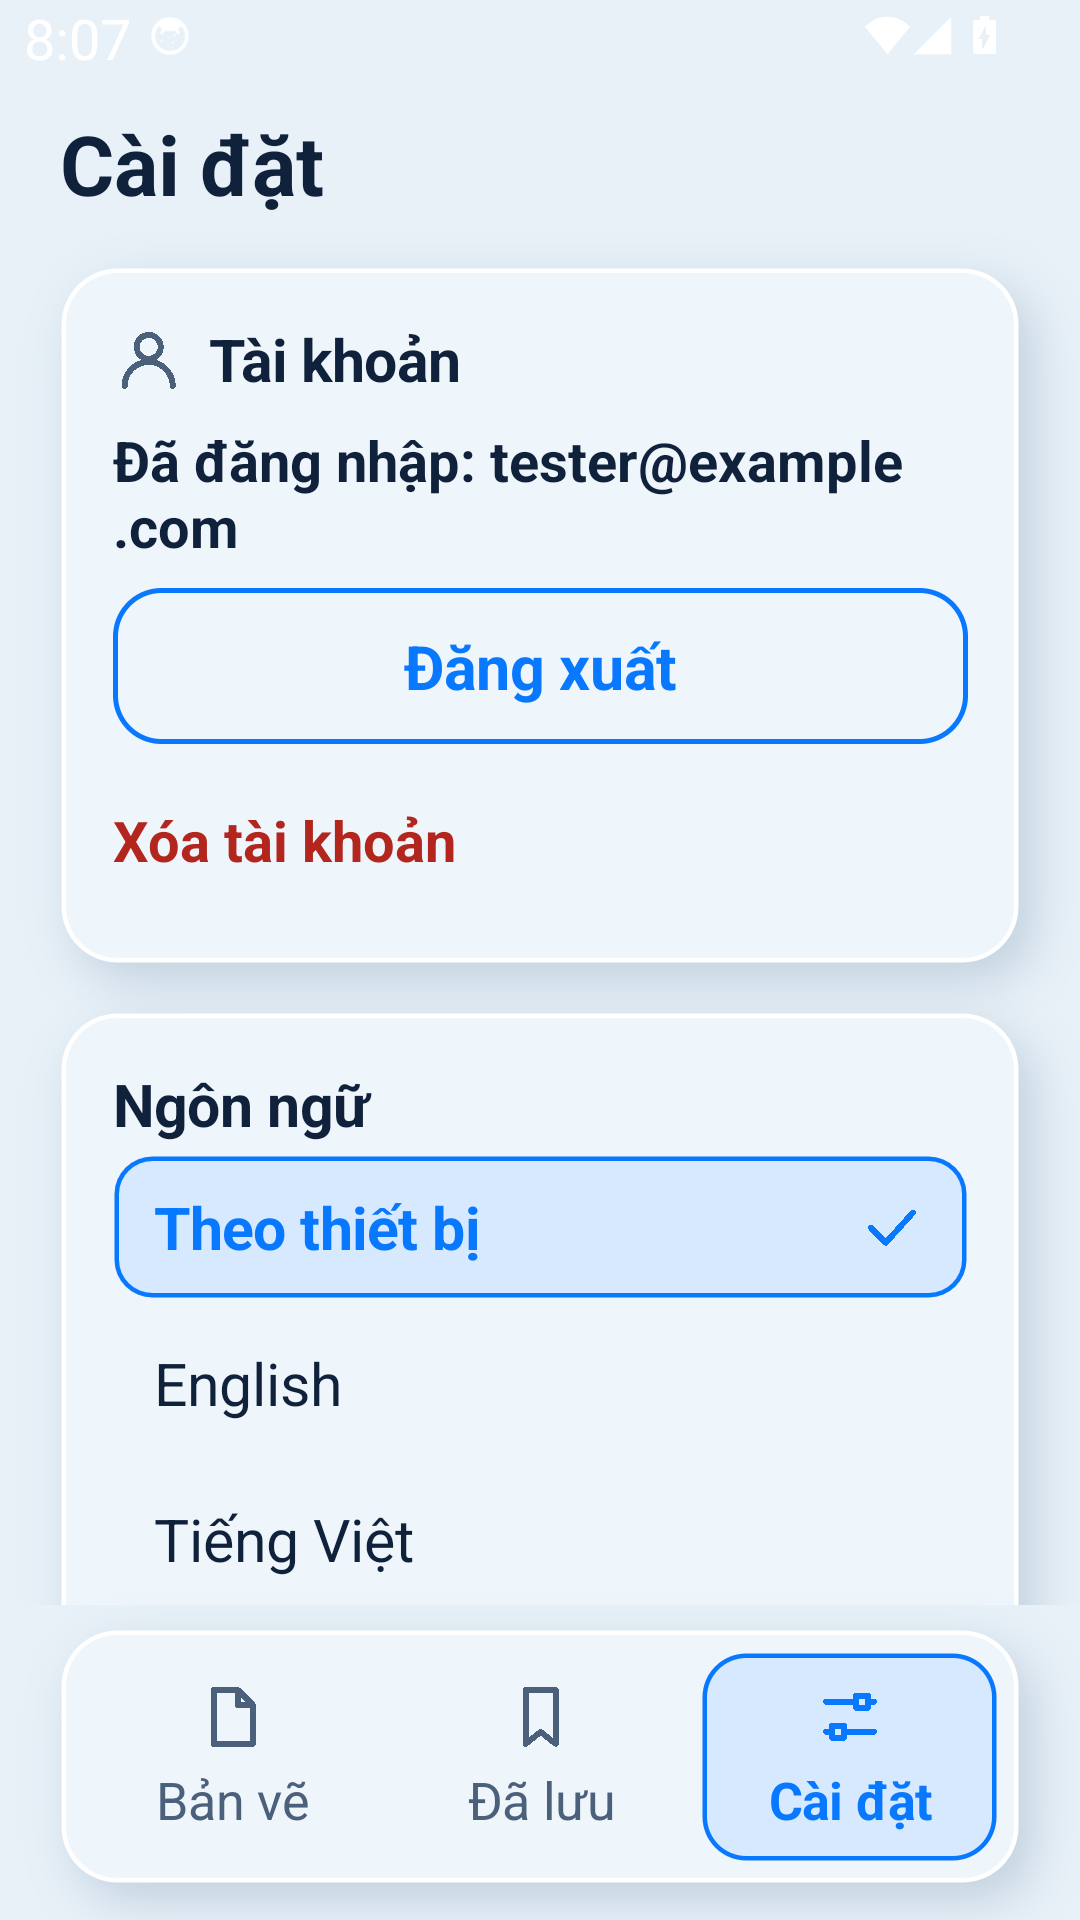 8:07
Cài đặt
Tài khoản
Đã đăng nhập: tester@example
.com
Đăng xuất
Xóa tài khoản
Ngôn ngữ
Theo thiết bị
English
Tiếng Việt
Bản vẽ
Đã lưu
Cài đặt